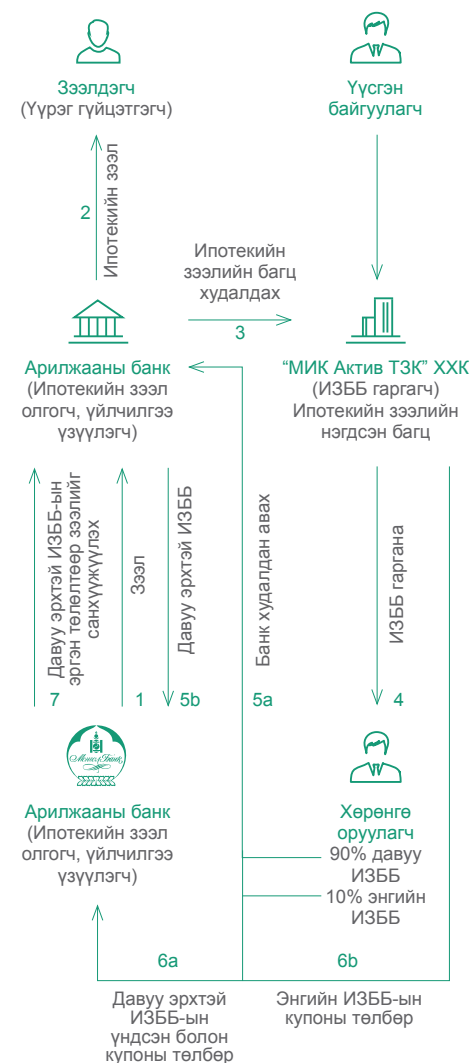 Зээлдэгч
(Үүрэг гүйцэтгэгч)
Үүсгэн
байгуулагч
2
Ипотекийн зээл
Ипотекийн
зээлийн багц
худалдах
3
Арилжааны банк
(Ипотекийн зээл
олгогч, үйлчилгээ
үзүүлэгч)
“МИК Актив ТЗК” ХХК
(ИЗББ гаргагч)
Ипотекийн зээлийн
нэгдсэн багц
Давуу эрхтэй ИЗББ-ын
эргэн төлөлтөөр зээлийг
санхүүжүүлэх
Зээл
Давуу эрхтэй ИЗББ
Банк худалдан авах
ИЗББ гаргана
7
1
5b
5a
4
МонголБанк
Арилжааны банк
(Ипотекийн зээл
олгогч, үйлчилгээ
үзүүлэгч)
Хөрөнгө
оруулагч
90% давуу
ИЗББ
10% энгийн
ИЗББ
6a
6b
Давуу эрхтэй
ИЗББ-ын
үндсэн болон
купоны төлбөр
Энгийн ИЗББ-ын
купоны төлбөр